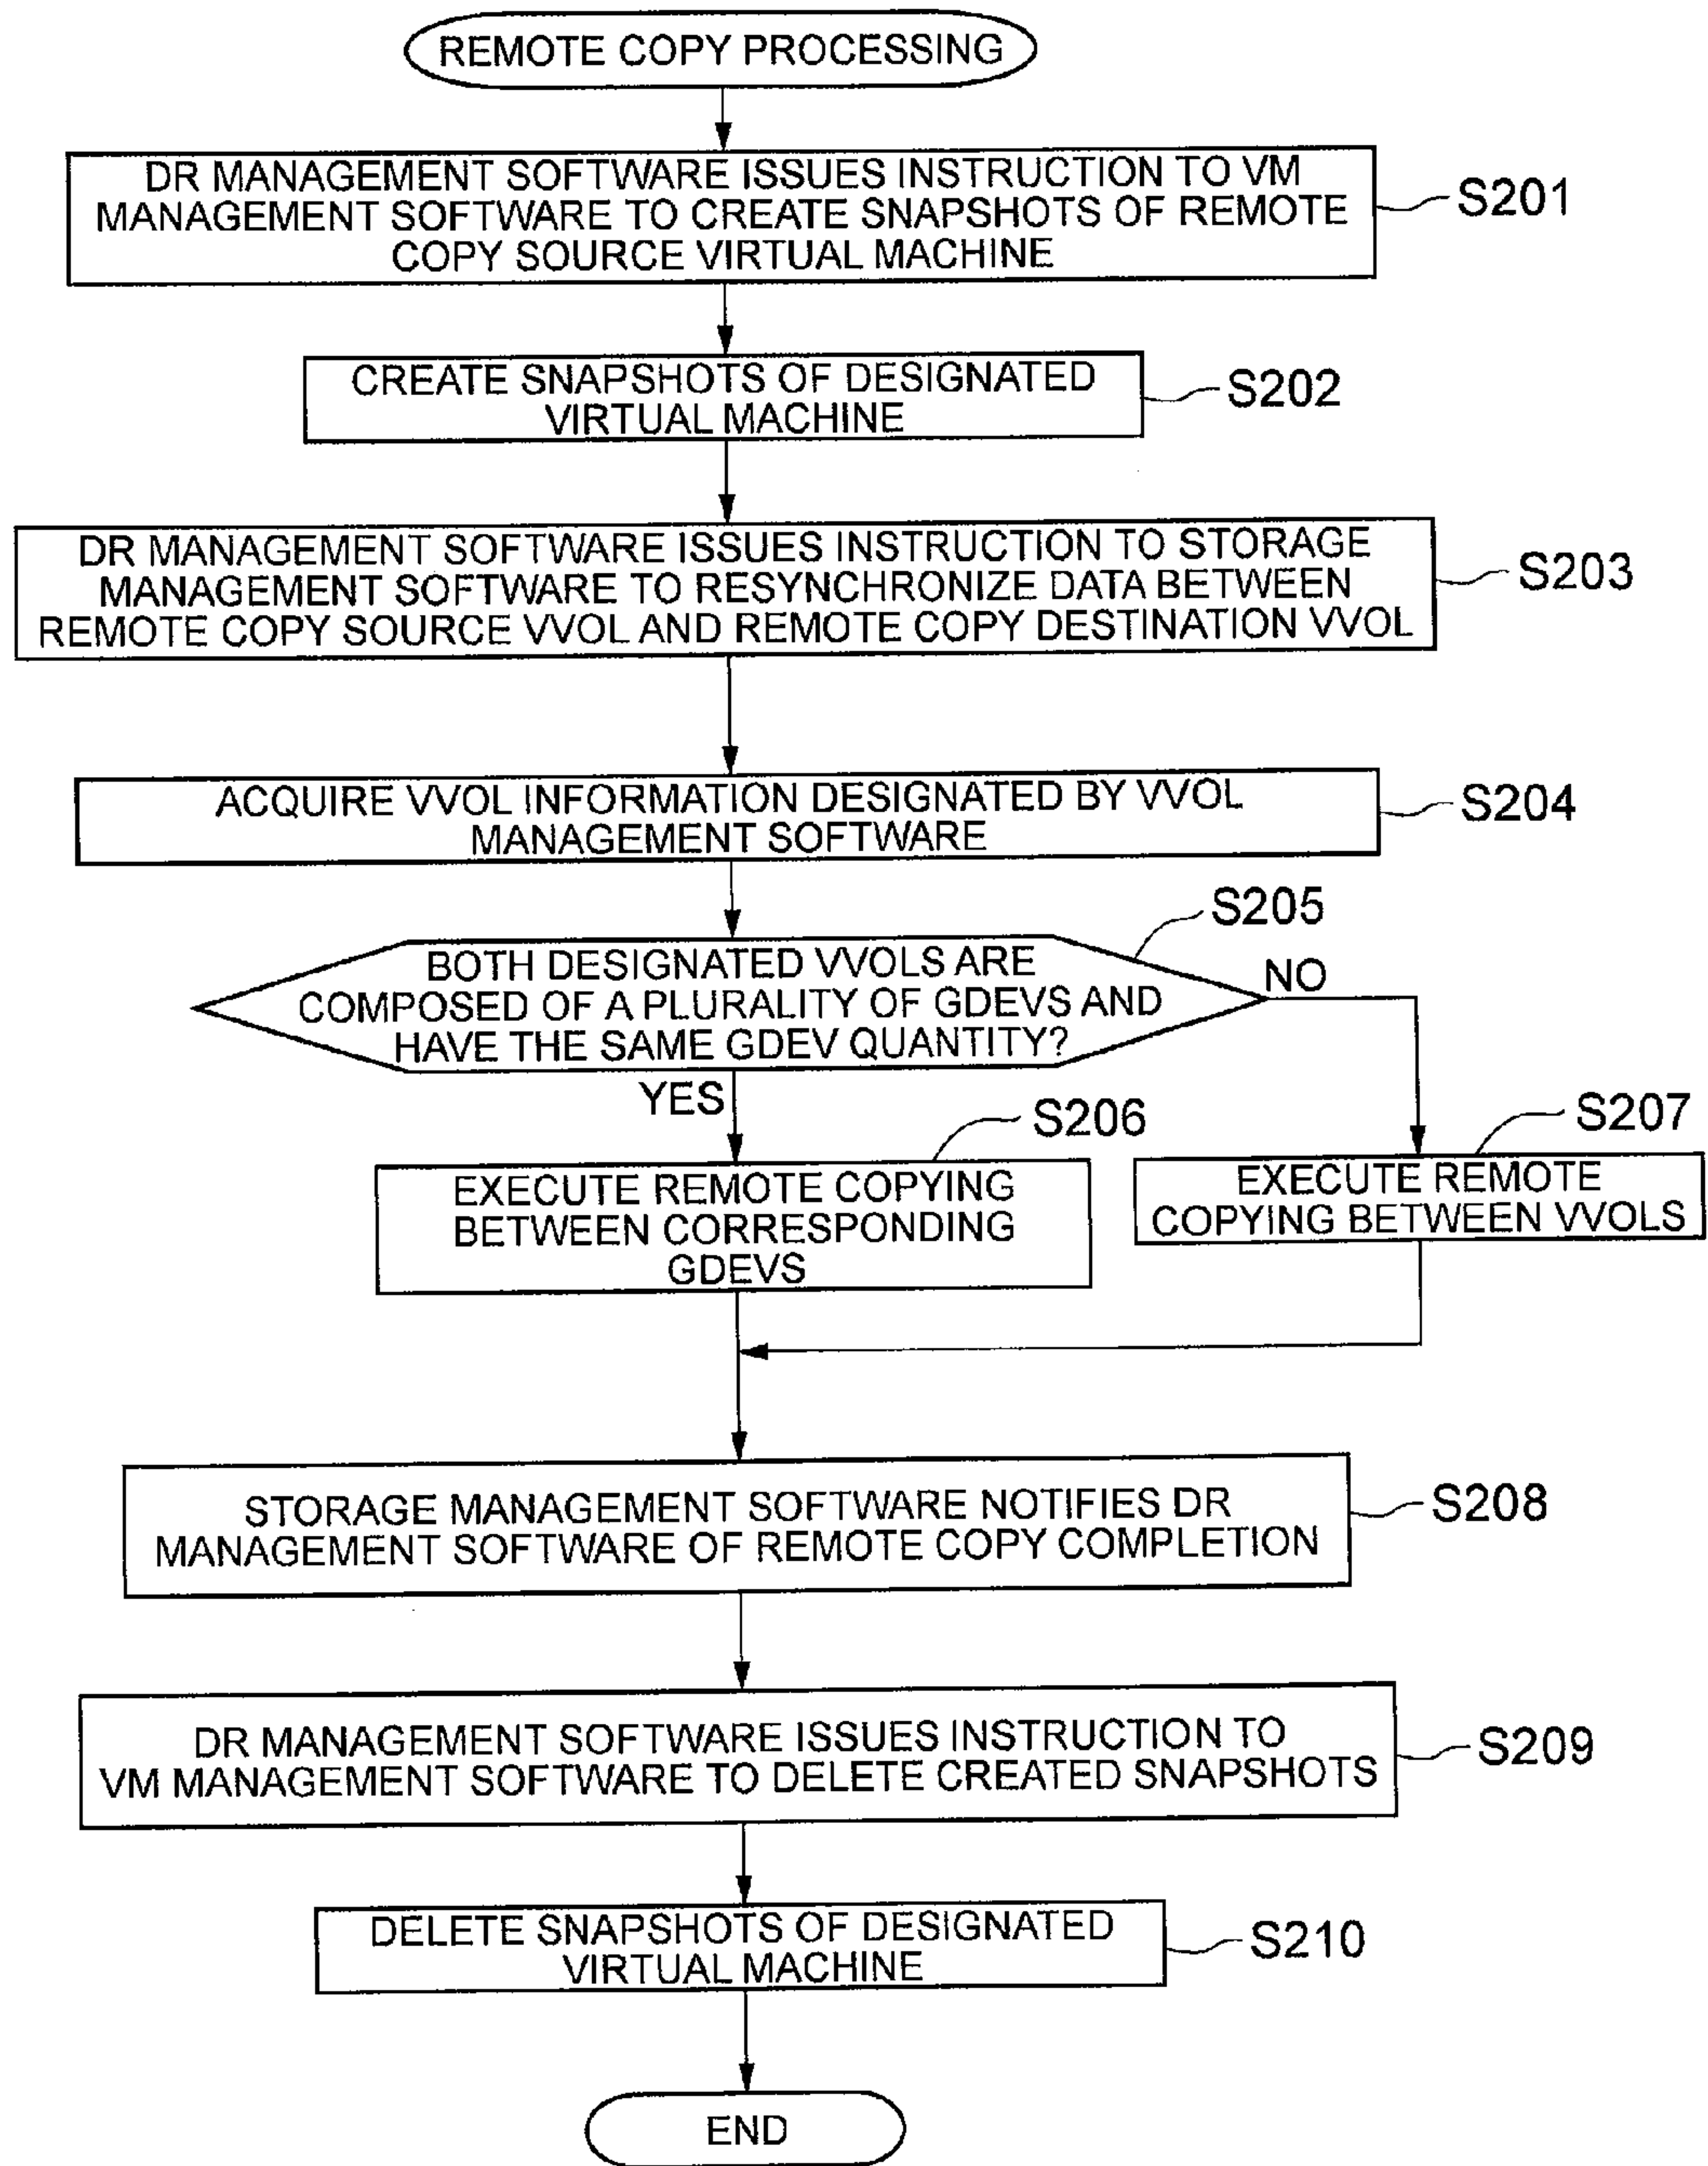 REMOTE COPY PROCESSING
DR MANAGEMENT SOFTWARE ISSUES INSTRUCTION TO VM
MANAGEMENT SOFTWARE TO CREATE SNAPSHOTS OF REMOTE
COPY SOURCE VIRTUAL MACHINE
S201
CREATE SNAPSHOTS OF DESIGNATED
VIRTUAL MACHINE
S202
DR MANAGEMENT SOFTWARE ISSUES INSTRUCTION TO STORAGE
MANAGEMENT SOFTWARE TO RESYNCHRONIZE DATA BETWEEN
REMOTE COPY SOURCE VVOL AND REMOTE COPY DESTINATION VVOL
S203
ACQUIRE VVOL INFORMATION DESIGNATED BY VVOL
MANAGEMENT SOFTWARE
S204
S205
BOTH DESIGNATED VVOLS ARE
COMPOSED OF A PLURALITY OF GDEVS AND
HAVE THE SAME GDEV QUANTITY?
NO
YES
S206
EXECUTE REMOTE COPYING
BETWEEN CORRESPONDING
GDEVS
S207
EXECUTE REMOTE
COPYING BETWEEN VVOLS
STORAGE MANAGEMENT SOFTWARE NOTIFIES DR
MANAGEMENT SOFTWARE OF REMOTE COPY COMPLETION
S208
DR MANAGEMENT SOFTWARE ISSUES INSTRUCTION TO
VM MANAGEMENT SOFTWARE TO DELETE CREATED SNAPSHOTS
S209
DELETE SNAPSHOTS OF DESIGNATED
VIRTUAL MACHINE
S210
END